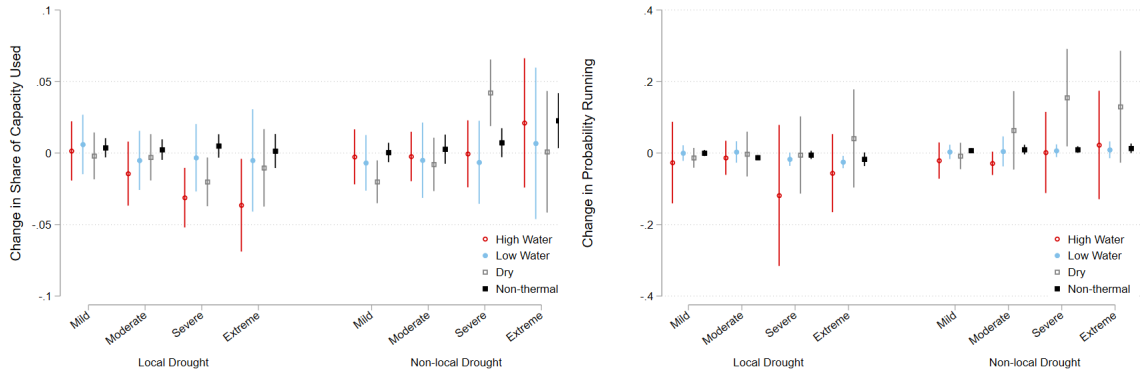 Change in Share of Capacity Used
.1
.05
0
-.05
-.1
High Water
Low Water
Dry
Non-thermal
Mild
Moderate
Severe
Extreme
Mild
Moderate
Severe
Extreme
Local Drought
Non-local Drought
Change in Probability Running
.4
.2
0
-.2
-.4
High Water
Low Water
Dry
Non-thermal
Mild
Moderate
Severe
Extreme
Mild
Moderate
Severe
Extreme
Local Drought
Non-local Drought